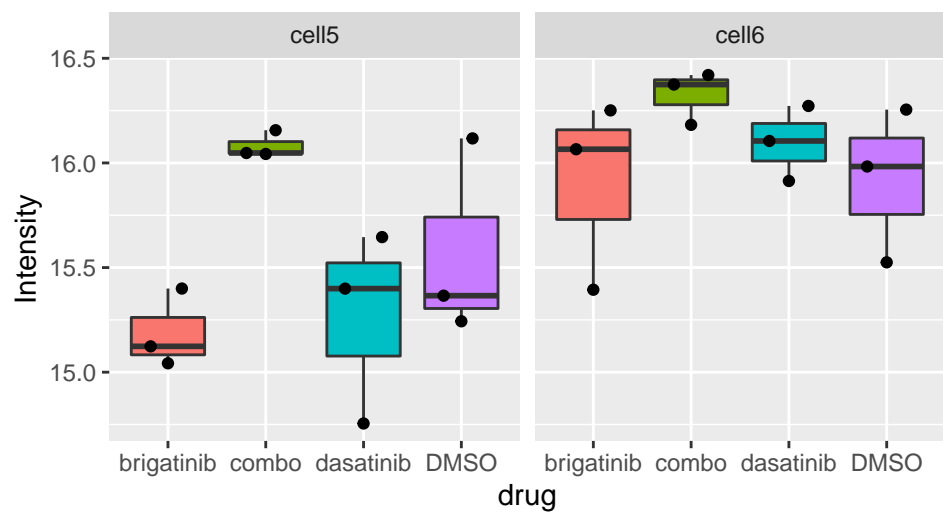 cell5 cell6
16.5
16.0
15.5
15.0
Intensity
brigatinib combo dasatinib DMSO brigatinib combo dasatinib DMSO
drug